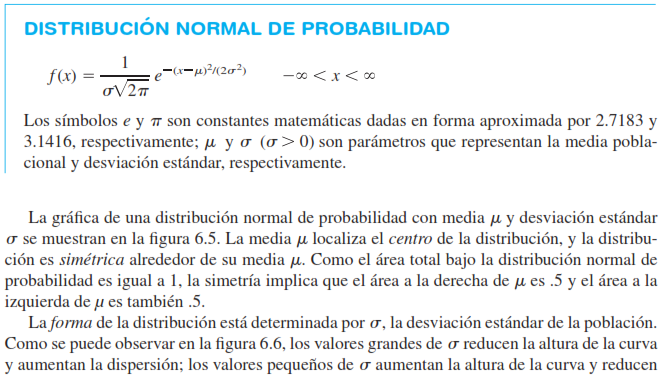 DISTRIBUCIÓN NORMAL DE PROBABILIDAD
f(x) = 1/(σ√2π) e^(−(x−μ)²/(2σ²))    −∞ < x < ∞
Los símbolos e y π son constantes matemáticas dadas en forma aproximada por 2.7183 y
3.1416, respectivamente; μ y σ (σ > 0) son parámetros que representan la media pobla-
cional y desviación estándar, respectivamente.
La gráfica de una distribución normal de probabilidad con media μ y desviación estándar
σ se muestran en la figura 6.5. La media μ localiza el centro de la distribución, y la distribu-
ción es simétrica alrededor de su media μ. Como el área total bajo la distribución normal de
probabilidad es igual a 1, la simetría implica que el área a la derecha de μ es .5 y el área a la
izquierda de μ es también .5.
La forma de la distribución está determinada por σ, la desviación estándar de la población.
Como se puede observar en la figura 6.6, los valores grandes de σ reducen la altura de la curva
y aumentan la dispersión; los valores pequeños de σ aumentan la altura de la curva y reducen